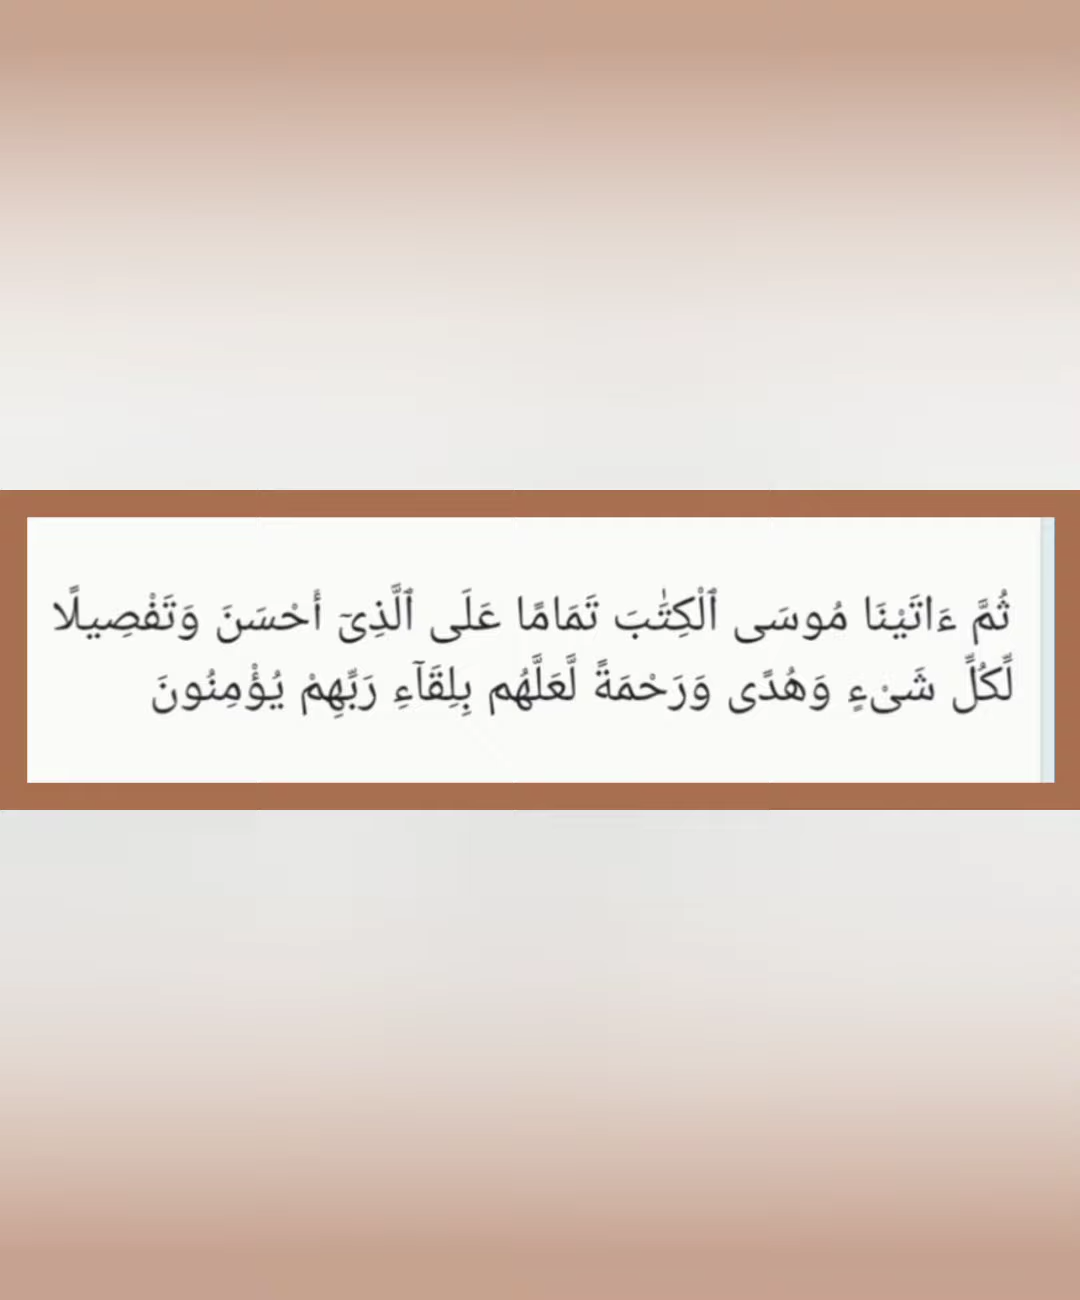 ثُمَّ ءَاتَيْنَا مُوسَى ٱلْكِتَٰبَ تَمَامًا عَلَى ٱلَّذِىٓ أَحْسَنَ وَتَفْصِيلًا
لِّكُلِّ شَىْءٍ وَهُدًى وَرَحْمَةً لَّعَلَّهُم بِلِقَآءِ رَبِّهِمْ يُؤْمِنُونَ